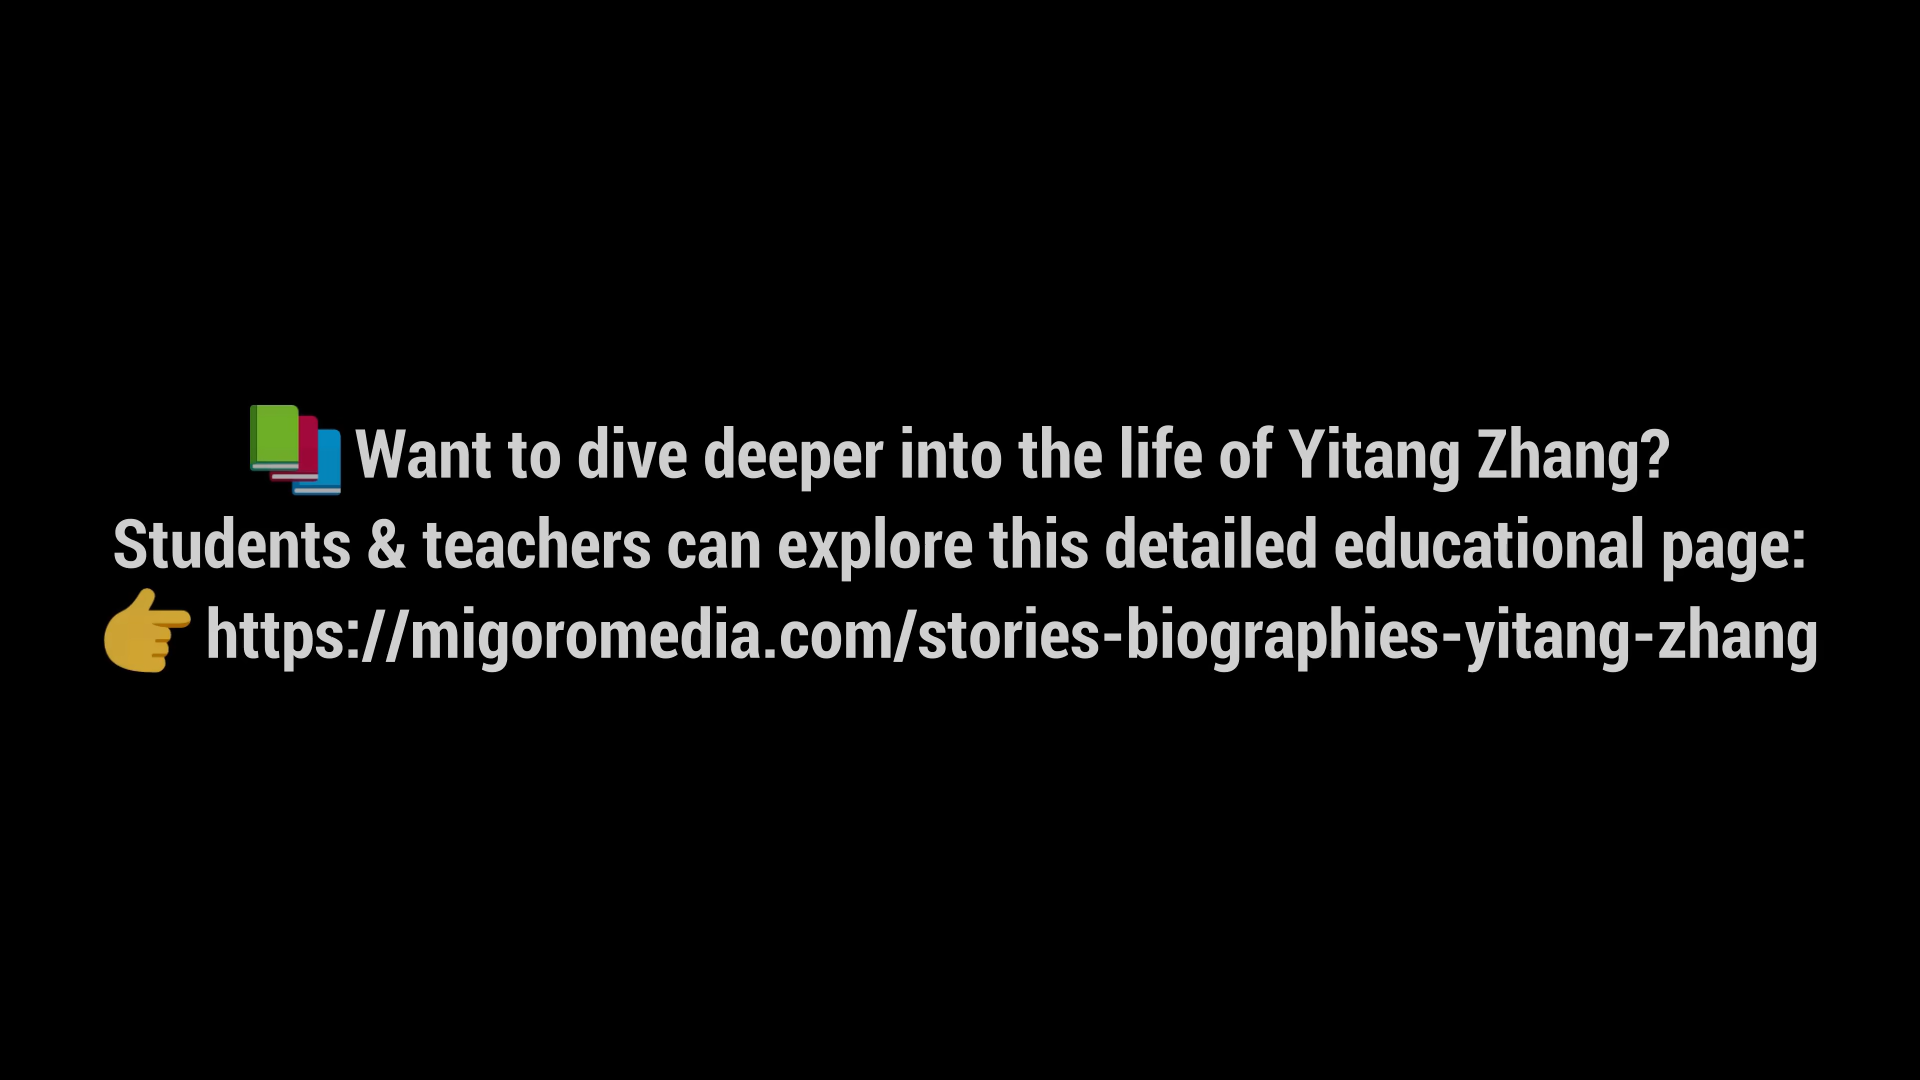 📚 Want to dive deeper into the life of Yitang Zhang?
Students & teachers can explore this detailed educational page:
👉 https://migoromedia.com/stories-biographies-yitang-zhang